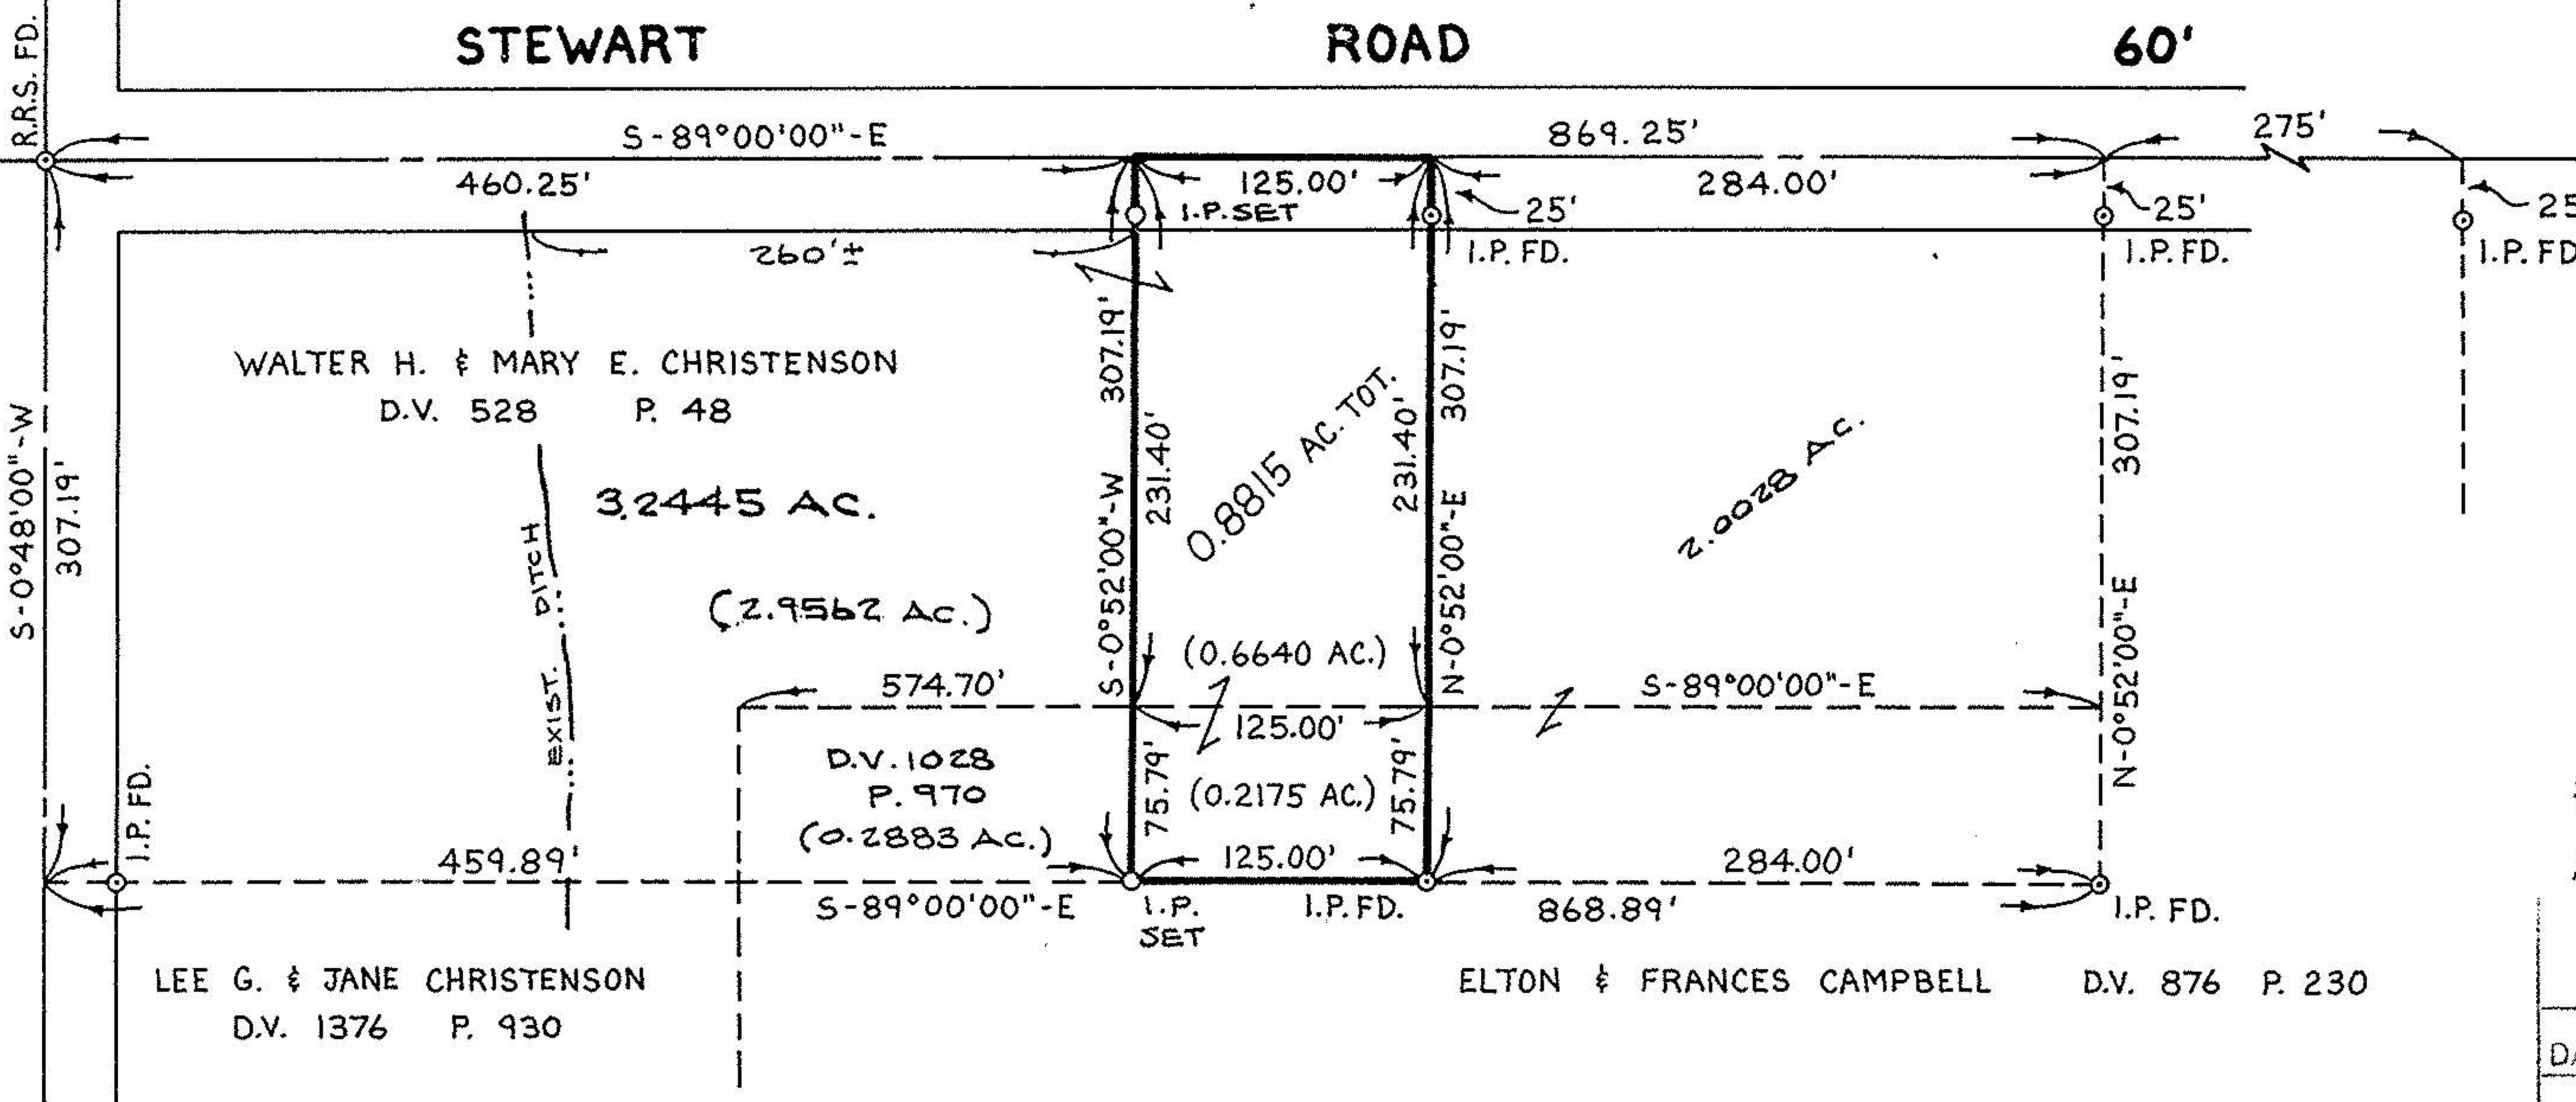 STEWART ROAD 60'
R.R.S. FD.
S-89°00'00"-E
869.25'
275'
460.25'
125.00'
284.00'
I.P. SET
25'
25'
25
260'±
I.P. FD.
I.P. FD.
I.P. FD
WALTER H. & MARY E. CHRISTENSON
D.V. 528 P. 48
S-0°48'00"-W
307.19'
3.2445 AC.
(2.9562 AC.)
EXIST. DITCH
307.19'
231.40'
S-0°52'00"-W
0.8815 AC. TOT.
307.19'
231.40'
N-0°52'00"-E
2.0028 AC.
307.19'
N-0°52'00"-E
(0.6640 AC.)
574.70'
S-89°00'00"-E
125.00'
D.V. 1028
P. 970
(0.2883 AC.)
75.79'
(0.2175 AC.)
75.79'
I.P. FD.
459.89'
125.00'
284.00'
S-89°00'00"-E
I.P.
SET
I.P. FD.
868.89'
I.P. FD.
LEE G. & JANE CHRISTENSON
D.V. 1376 P. 930
ELTON & FRANCES CAMPBELL D.V. 876 P. 230